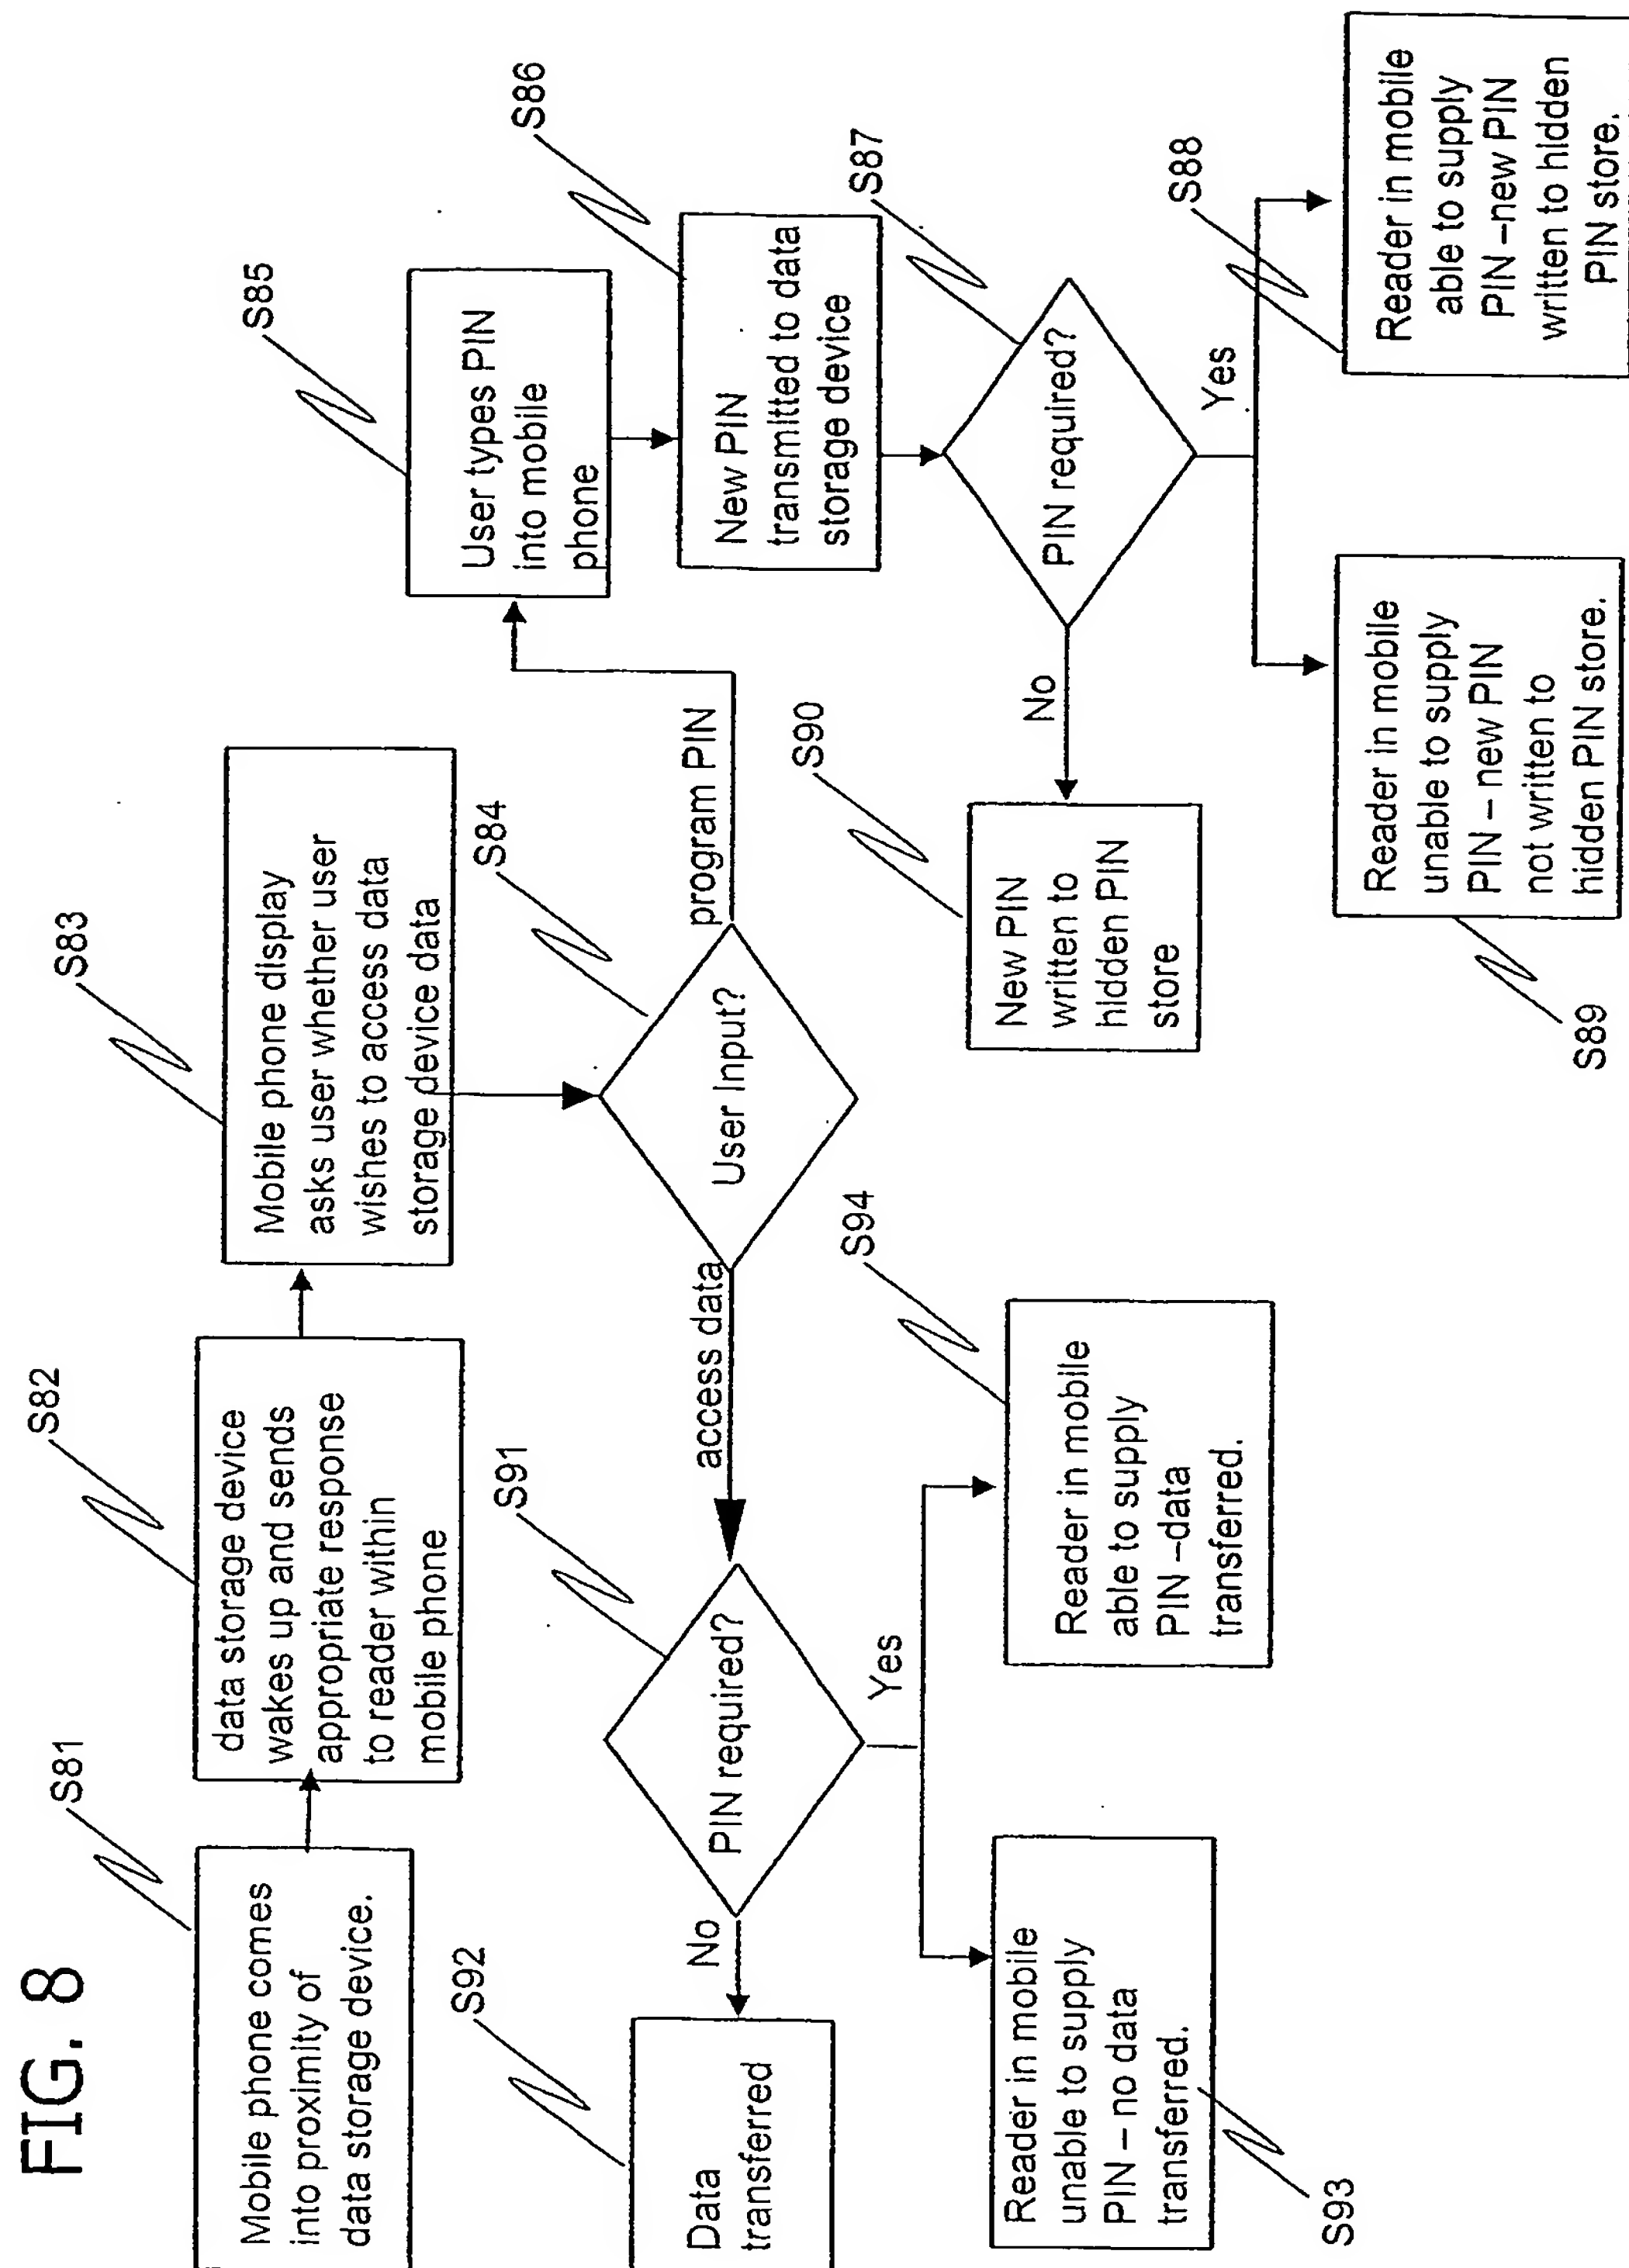 FIG. 8
S81
Mobile phone comes
into proximity of
data storage device.
S82
data storage device
wakes up and sends
appropriate response
to reader within
mobile phone
S83
Mobile phone display
asks user whether user
wishes to access data
storage device data
S84
User Input?
program PIN
access data
S85
User types PIN
into mobile
phone
S86
New PIN
transmitted to data
storage device
S87
PIN required?
No
Yes
S88
Reader in mobile
able to supply
PIN –new PIN
written to hidden
PIN store.
S89
Reader in mobile
unable to supply
PIN – new PIN
not written to
hidden PIN store.
S90
New PIN
written to
hidden PIN
store
S91
PIN required?
No
Yes
S92
Data
transferred
S93
Reader in mobile
unable to supply
PIN – no data
transferred.
S94
Reader in mobile
able to supply
PIN –data
transferred.